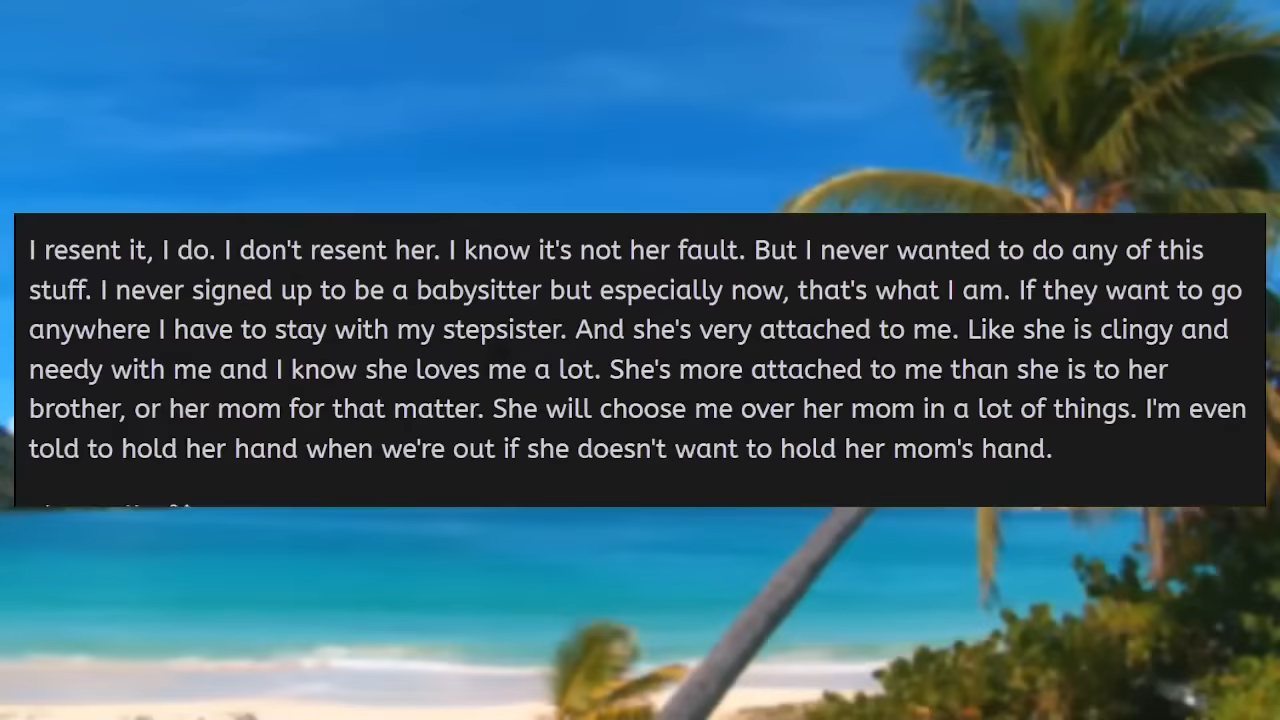 I resent it, I do. I don't resent her. I know it's not her fault. But I never wanted to do any of this
stuff. I never signed up to be a babysitter but especially now, that's what I am. If they want to go
anywhere I have to stay with my stepsister. And she's very attached to me. Like she is clingy and
needy with me and I know she loves me a lot. She's more attached to me than she is to her
brother, or her mom for that matter. She will choose me over her mom in a lot of things. I'm even
told to hold her hand when we're out if she doesn't want to hold her mom's hand.